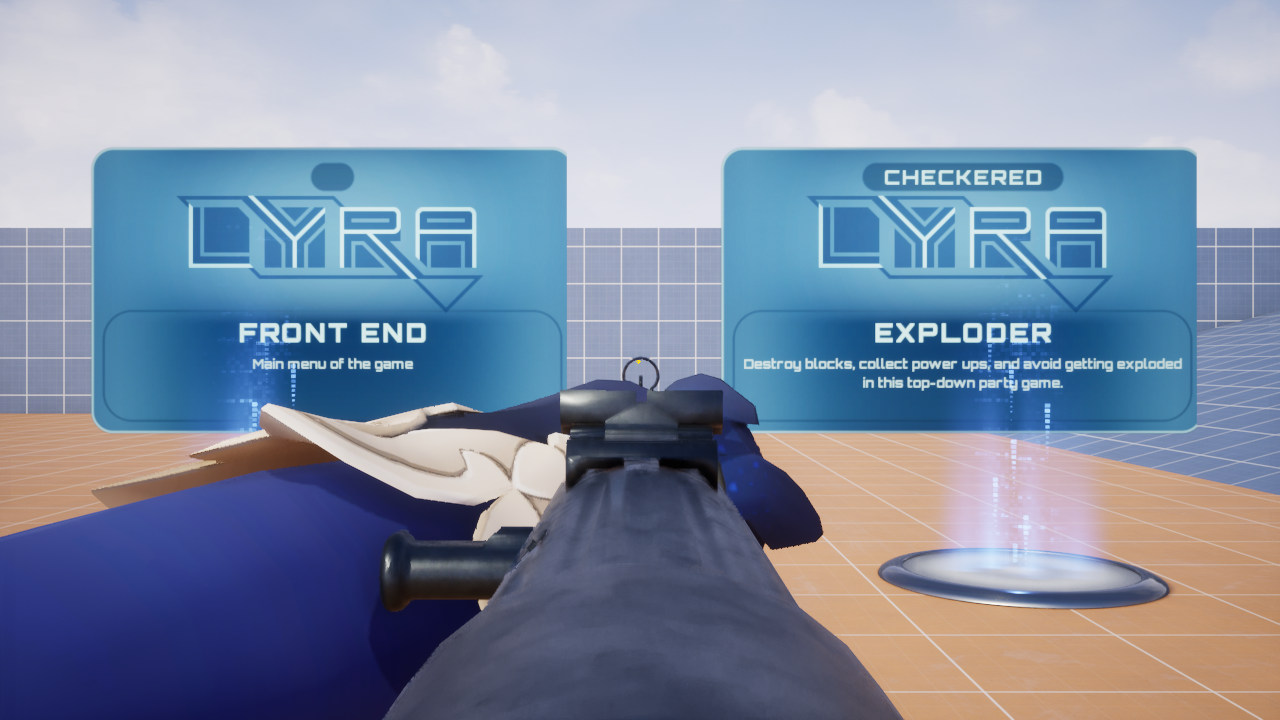 LYRA
FRONT END
Main menu of the game
CHECKERED
LYRA
EXPLODER
Destroy blocks, collect power ups, and avoid getting exploded
in this top-down party game.